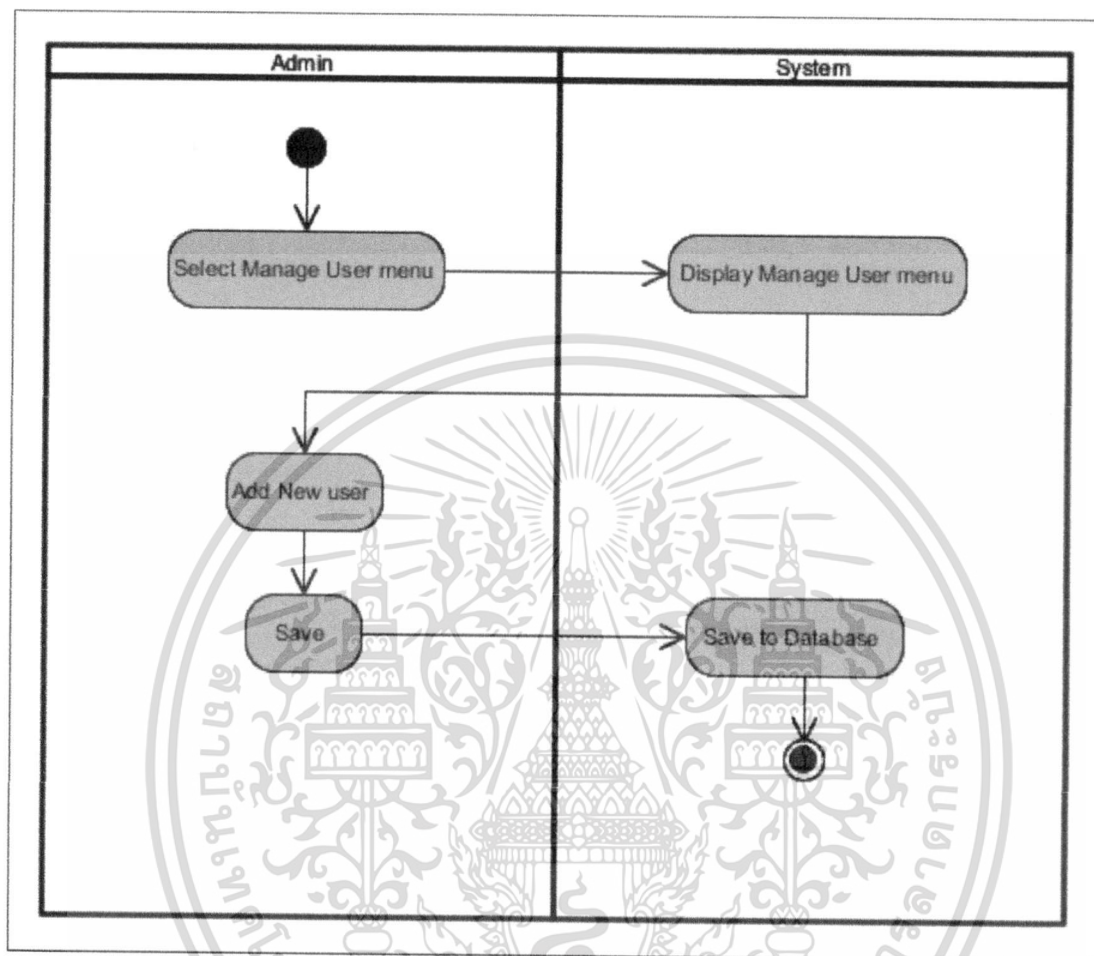 Admin
System
Select Manage User menu
Display Manage User menu
Add New user
Save
Save to Database